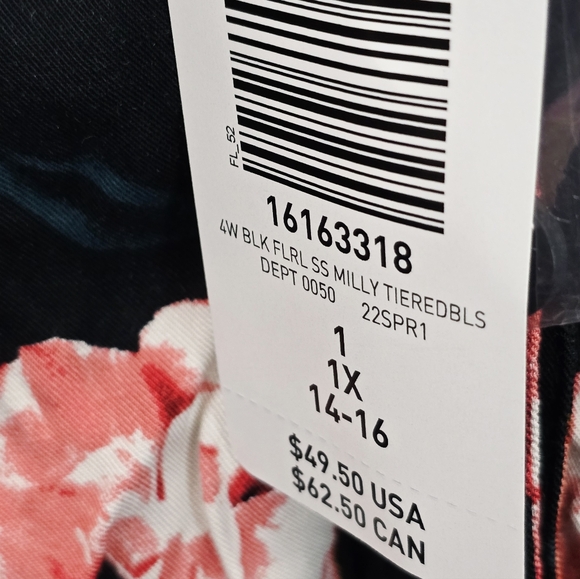 FL_52
16163318
4W BLK FLRL SS MILLY TIEREDBLS
DEPT 0050 22SPR1
1
1X
14-16
$49.50 USA
$62.50 CAN